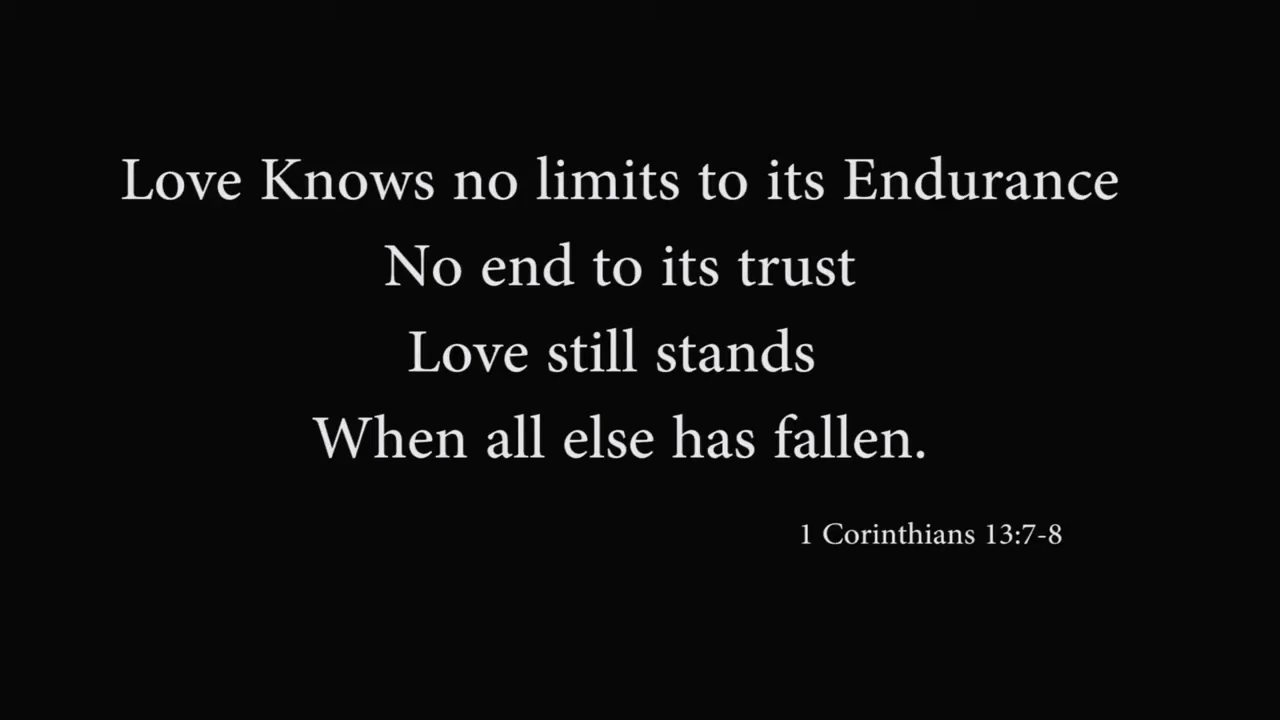 Love Knows no limits to its Endurance
No end to its trust
Love still stands
When all else has fallen.
1 Corinthians 13:7-8